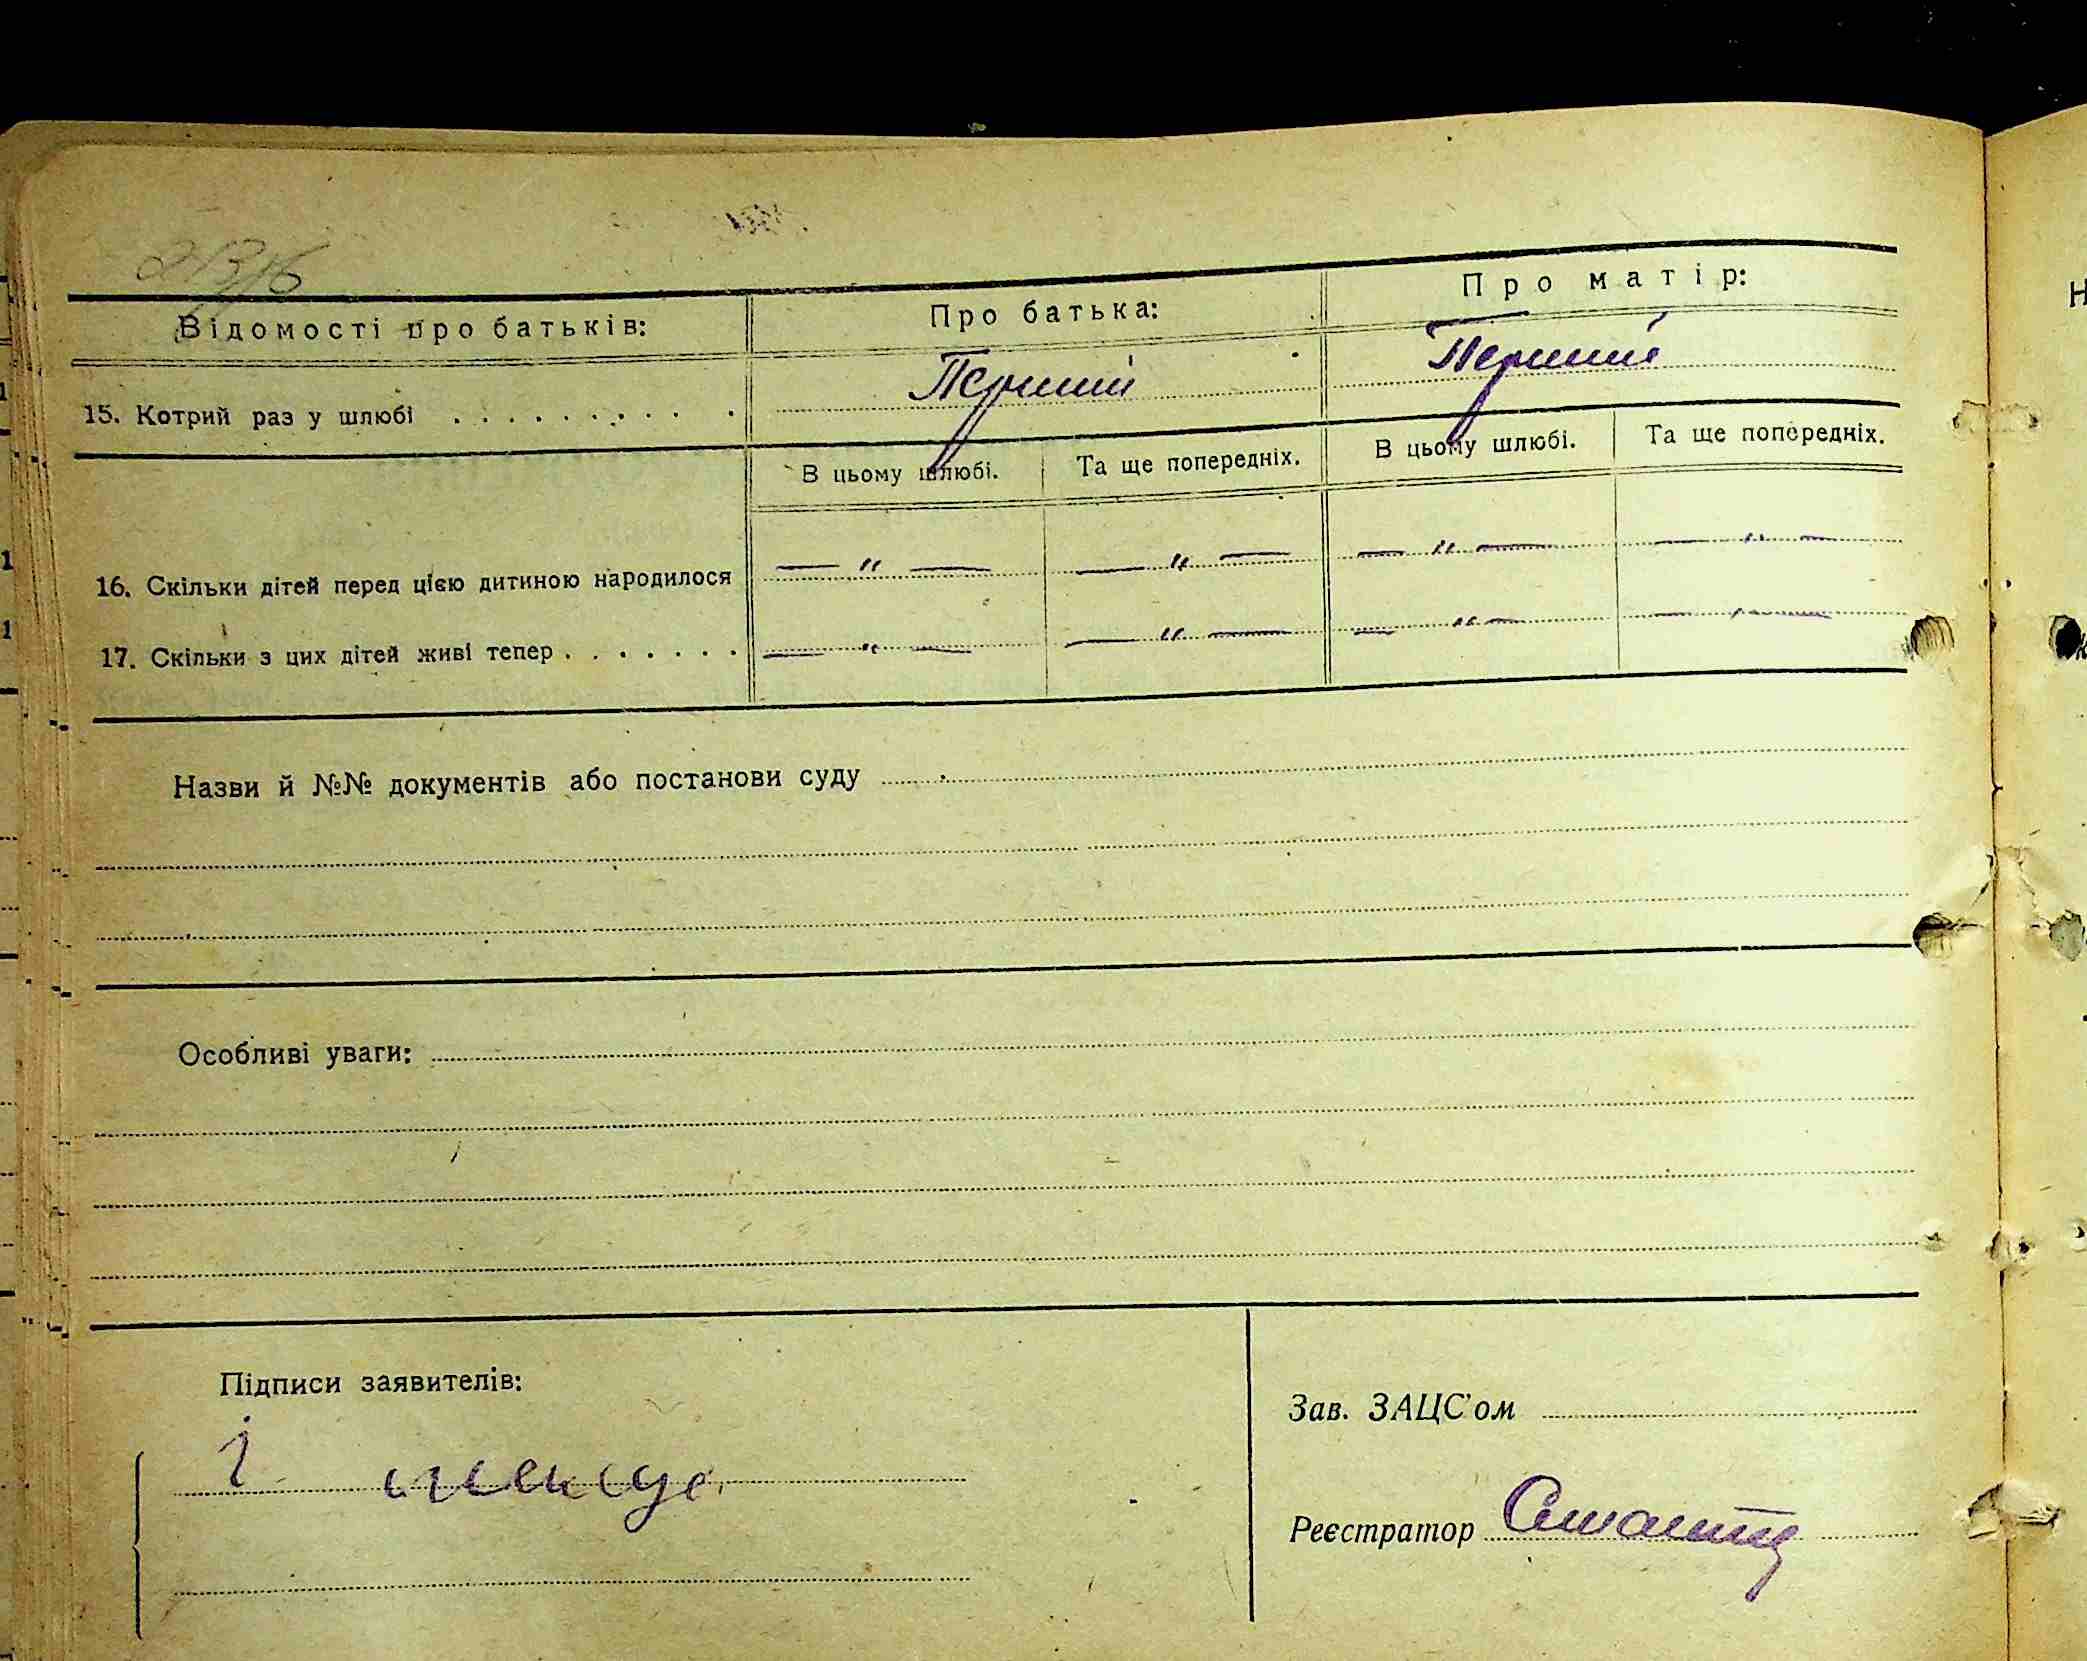 Відомості про батьків:
Про батька:
Про матір:
15. Котрий раз у шлюбі . . . . . . . . . . .
Перший
Перший
В цьому шлюбі.
Та ще попередніх.
В цьому шлюбі.
Та ще попередніх.
16. Скільки дітей перед цією дитиною народилося
— " —
— " —
— " —
— " —
17. Скільки з цих дітей живі тепер . . . . . . .
— " —
— " —
— " —
— " —
Назви й №№ документів або постанови суду
Особливі уваги:
Підписи заявителів:
Зав. ЗАЦС'ом
Реєстратор